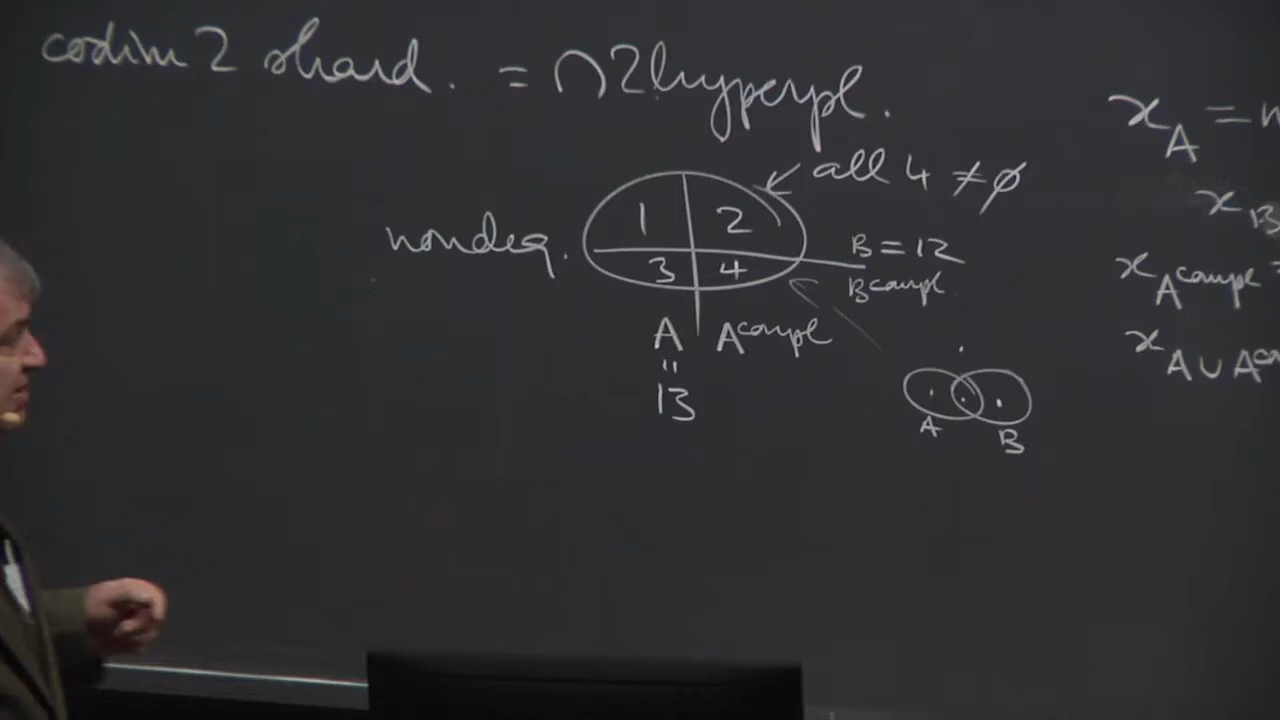 codim 2 shard. = ∩ 2 hyperpl.
all 4 ≠ ∅
nondeg.
1 2
3 4
B = 12
B^compl
A A^compl
"
13
A B
x_A =
x_B
x_A^compl =
x_A∪A^co